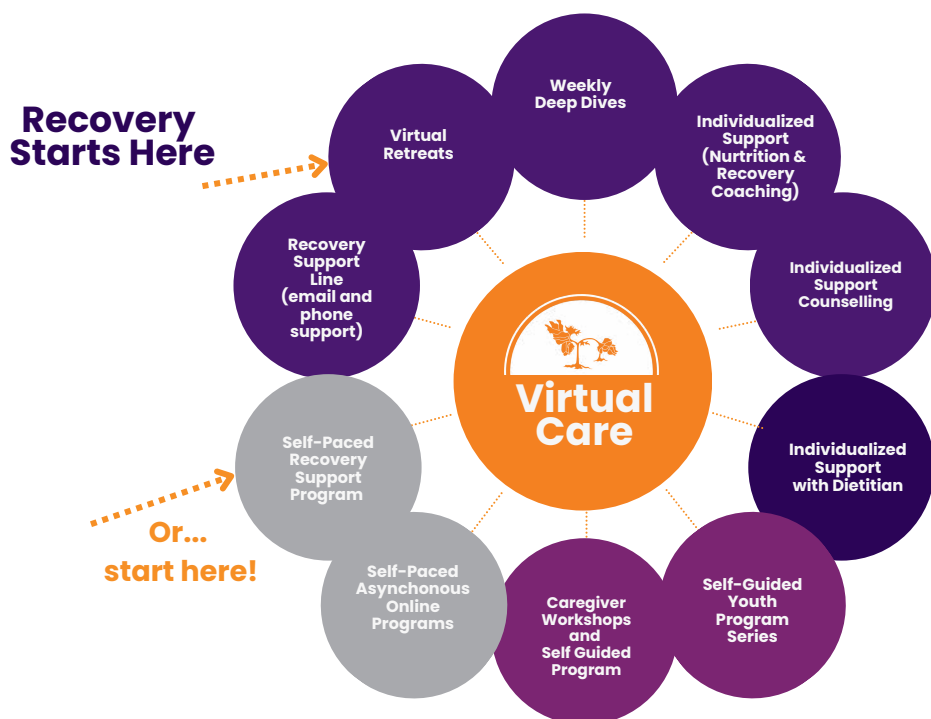 Recovery
Starts Here
Weekly
Deep Dives
Virtual
Retreats
Individualized
Support
(Nurtrition &
Recovery
Coaching)
Recovery
Support
Line
(email and
phone
support)
Individualized
Support
Counselling
Virtual
Care
Self-Paced
Recovery
Support
Program
Individualized
Support
with Dietitian
Or...
start here!
Self-Paced
Asynchonous
Online
Programs
Caregiver
Workshops
and
Self Guided
Program
Self-Guided
Youth
Program
Series